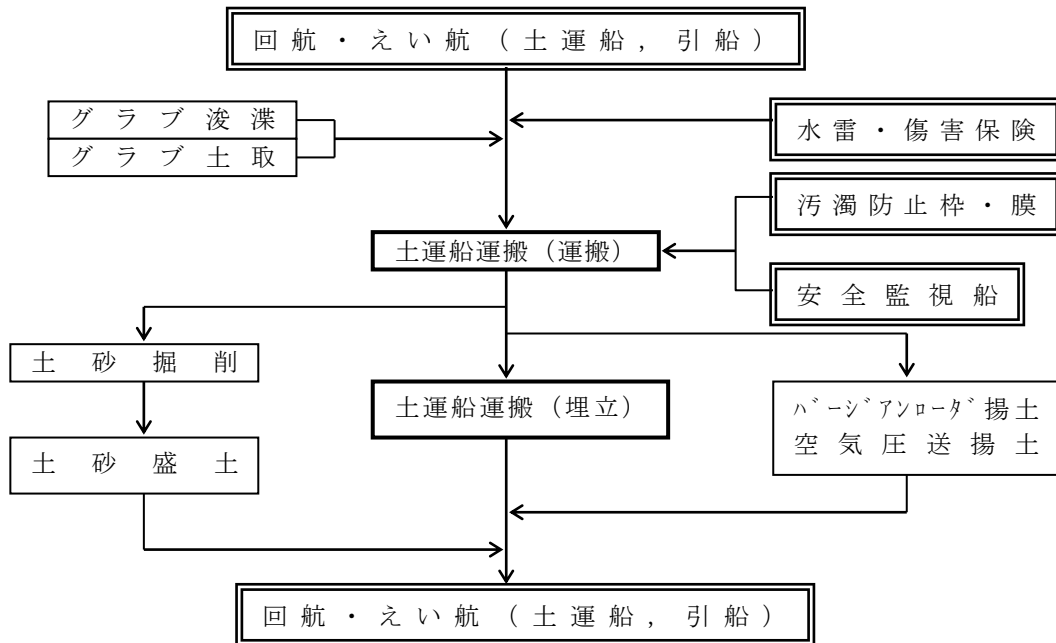 回航・えい航(土運船，引船)
グラブ浚渫
グラブ土取
水雷・傷害保険
汚濁防止枠・膜
土運船運搬（運搬）
安全監視船
土砂掘削
土運船運搬（埋立）
ﾊﾞｰｼﾞｱﾝﾛｰﾀﾞ揚土
空気圧送揚土
土砂盛土
回航・えい航(土運船，引船)